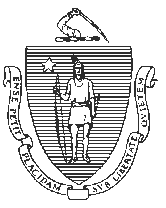 ENSE PETIT
PLACIDAM
SVB LIBERTATE
QVIETEM